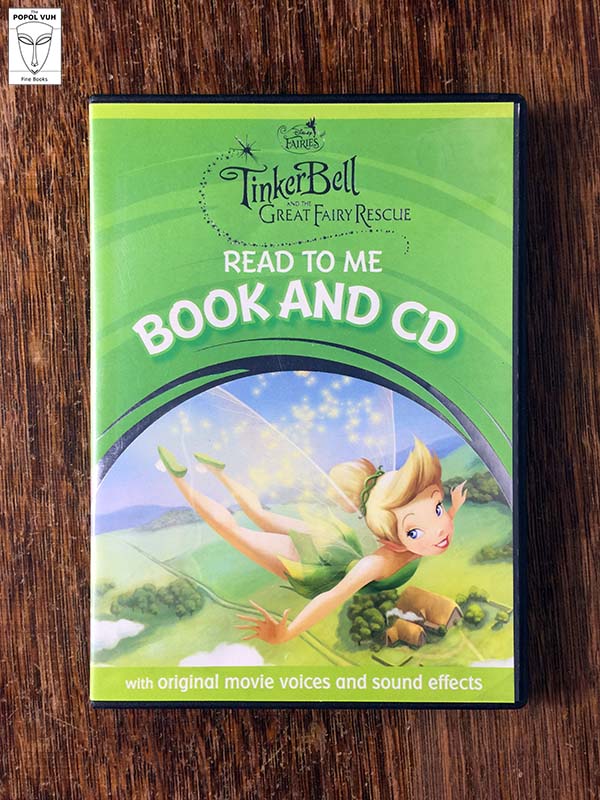 The
POPOL VUH
Fine Books
Disney
FAIRIES
TinkerBell
AND THE
GREAT FAIRY RESCUE
READ TO ME
BOOK AND CD
with original movie voices and sound effects